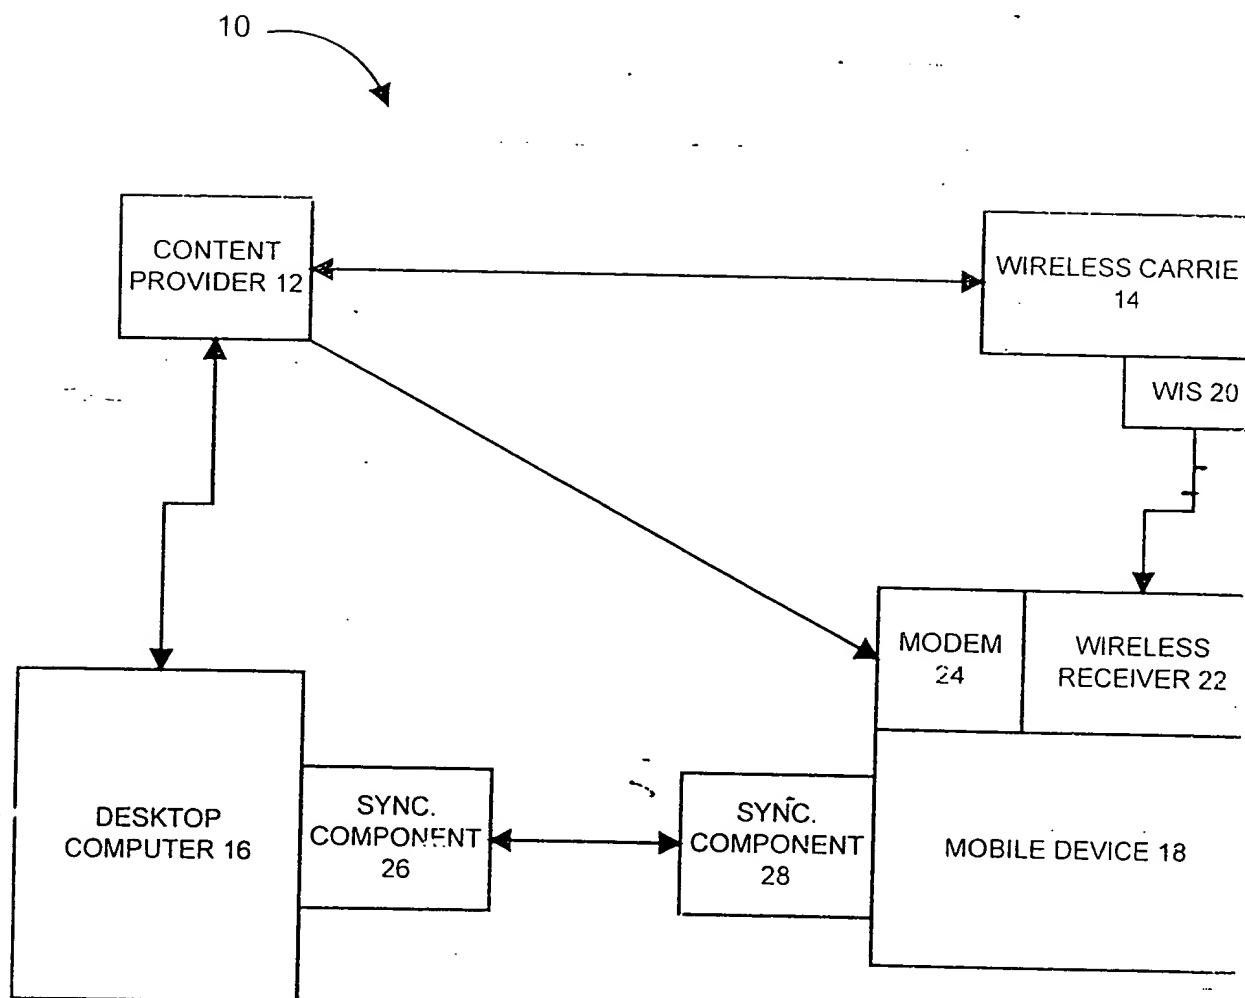 10
CONTENT
PROVIDER 12
WIRELESS CARRIE
14
WIS 20
MODEM
24
WIRELESS
RECEIVER 22
DESKTOP
COMPUTER 16
SYNC.
COMPONENT
26
SYNC.
COMPONENT
28
MOBILE DEVICE 18